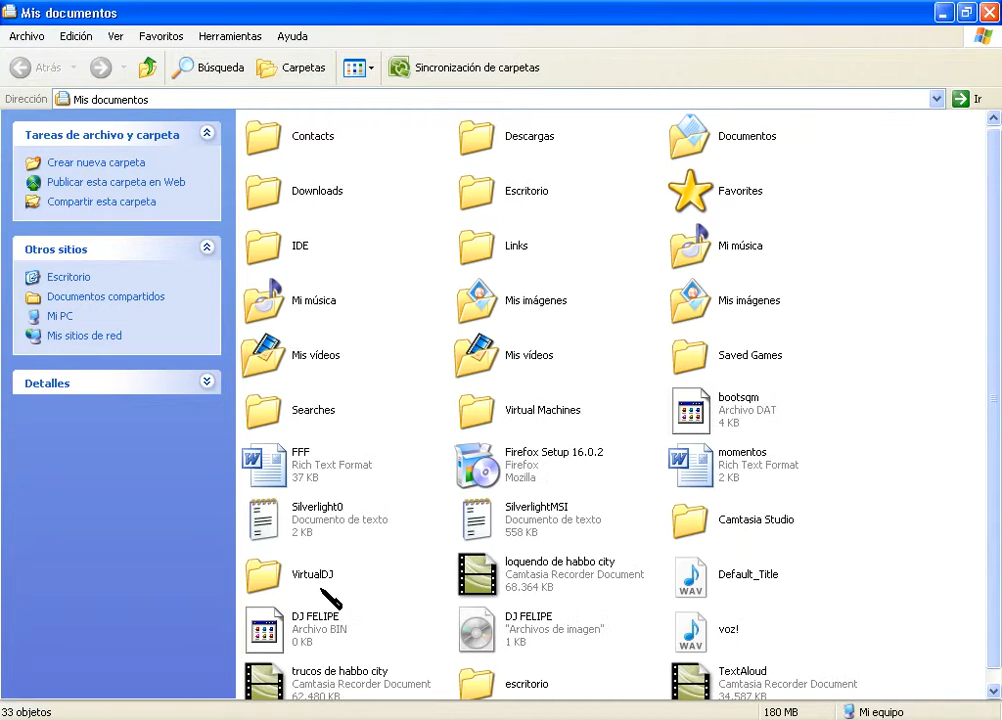 Mis documentos
Archivo Edición Ver Favoritos Herramientas Ayuda
Atrás Búsqueda Carpetas Sincronización de carpetas
Dirección Mis documentos Ir
Tareas de archivo y carpeta
Crear nueva carpeta
Publicar esta carpeta en Web
Compartir esta carpeta
Otros sitios
Escritorio
Documentos compartidos
Mi PC
Mis sitios de red
Detalles
Contacts
Descargas
Documentos
Downloads
Escritorio
Favorites
IDE
Links
Mi música
Mi música
Mis imágenes
Mis imágenes
Mis vídeos
Mis vídeos
Saved Games
Searches
Virtual Machines
bootsqm
Archivo DAT
4 KB
FFF
Rich Text Format
37 KB
Firefox Setup 16.0.2
Firefox
Mozilla
momentos
Rich Text Format
2 KB
Silverlight0
Documento de texto
2 KB
SilverlightMSI
Documento de texto
558 KB
Camtasia Studio
VirtualDJ
loquendo de habbo city
Camtasia Recorder Document
68.364 KB
WAV
Default_Title
DJ FELIPE
Archivo BIN
0 KB
DJ FELIPE
"Archivos de imagen"
1 KB
WAV
voz!
trucos de habbo city
Camtasia Recorder Document
62.480 KB
escritorio
TextAloud
Camtasia Recorder Document
34.587 KB
33 objetos 180 MB Mi equipo